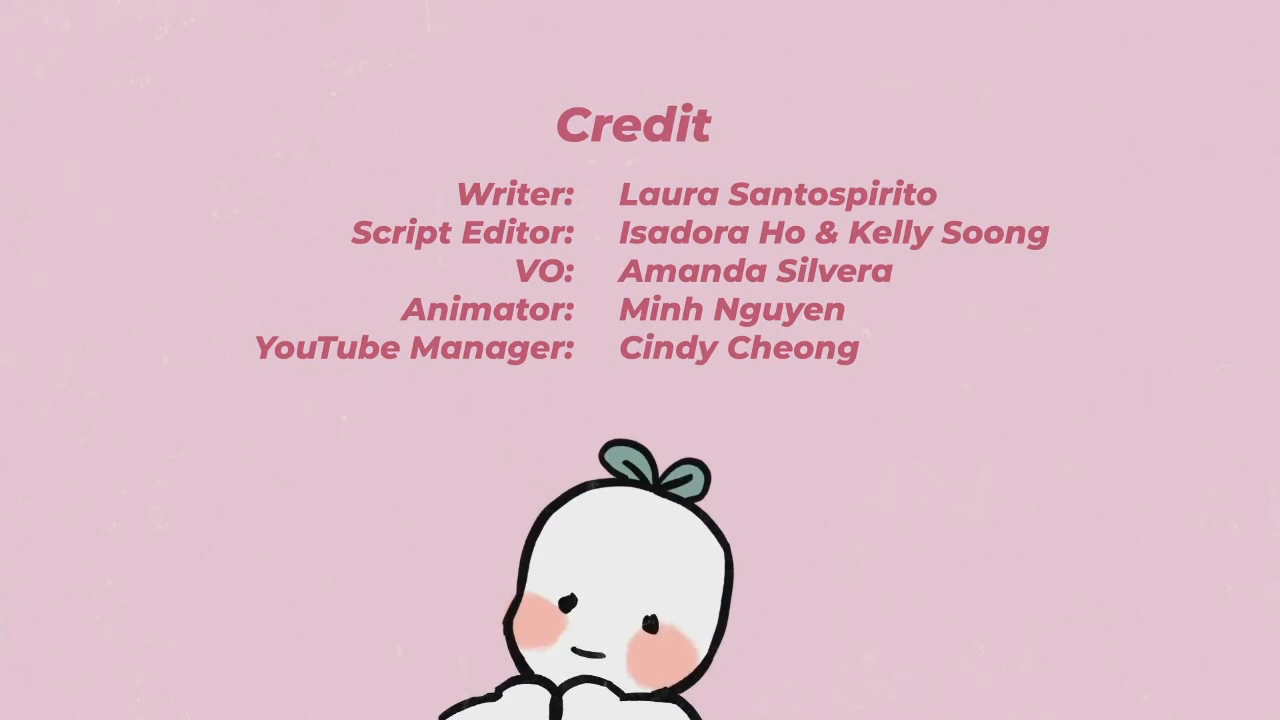 Credit
Writer: Laura Santospirito
Script Editor: Isadora Ho & Kelly Soong
VO: Amanda Silvera
Animator: Minh Nguyen
YouTube Manager: Cindy Cheong